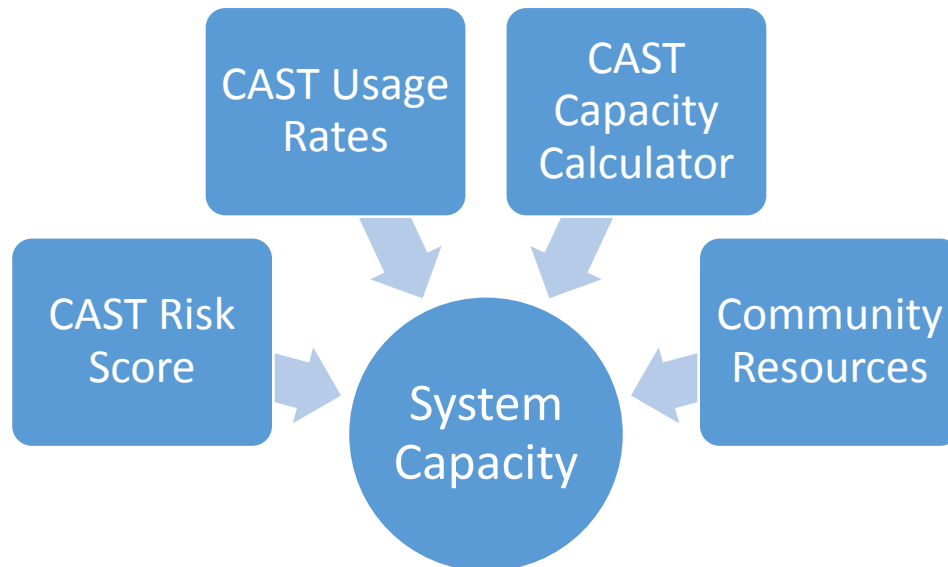 CAST Usage
Rates
CAST
Capacity
Calculator
CAST Risk
Score
Community
Resources
System
Capacity